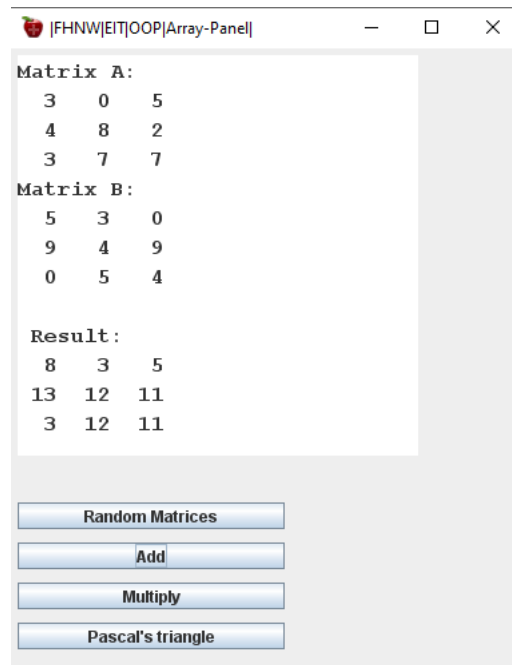 |FHNW|EIT|OOP|Array-Panel|
Matrix A:
3 0 5
4 8 2
3 7 7
Matrix B:
5 3 0
9 4 9
0 5 4
Result:
8 3 5
13 12 11
3 12 11
Random Matrices
Add
Multiply
Pascal's triangle